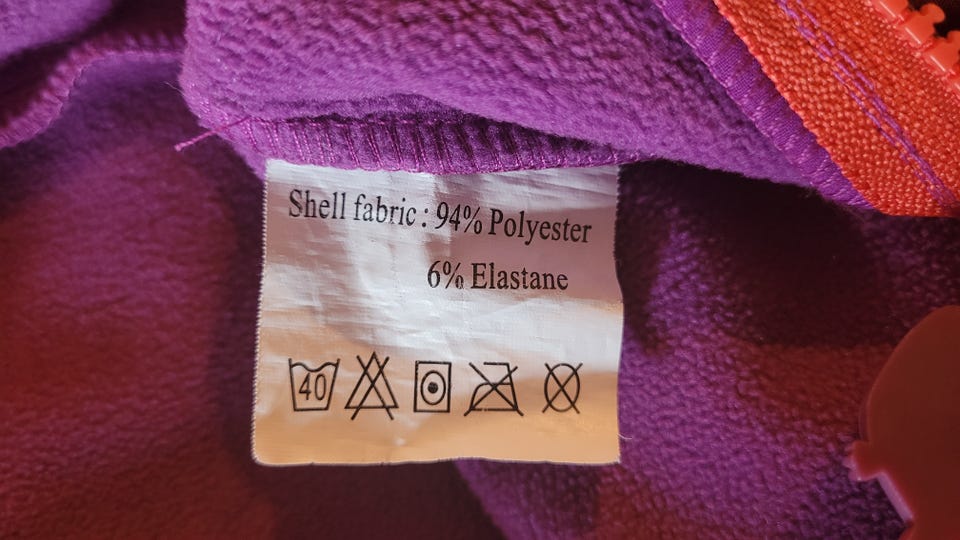 Shell fabric : 94% Polyester
6% Elastane
40